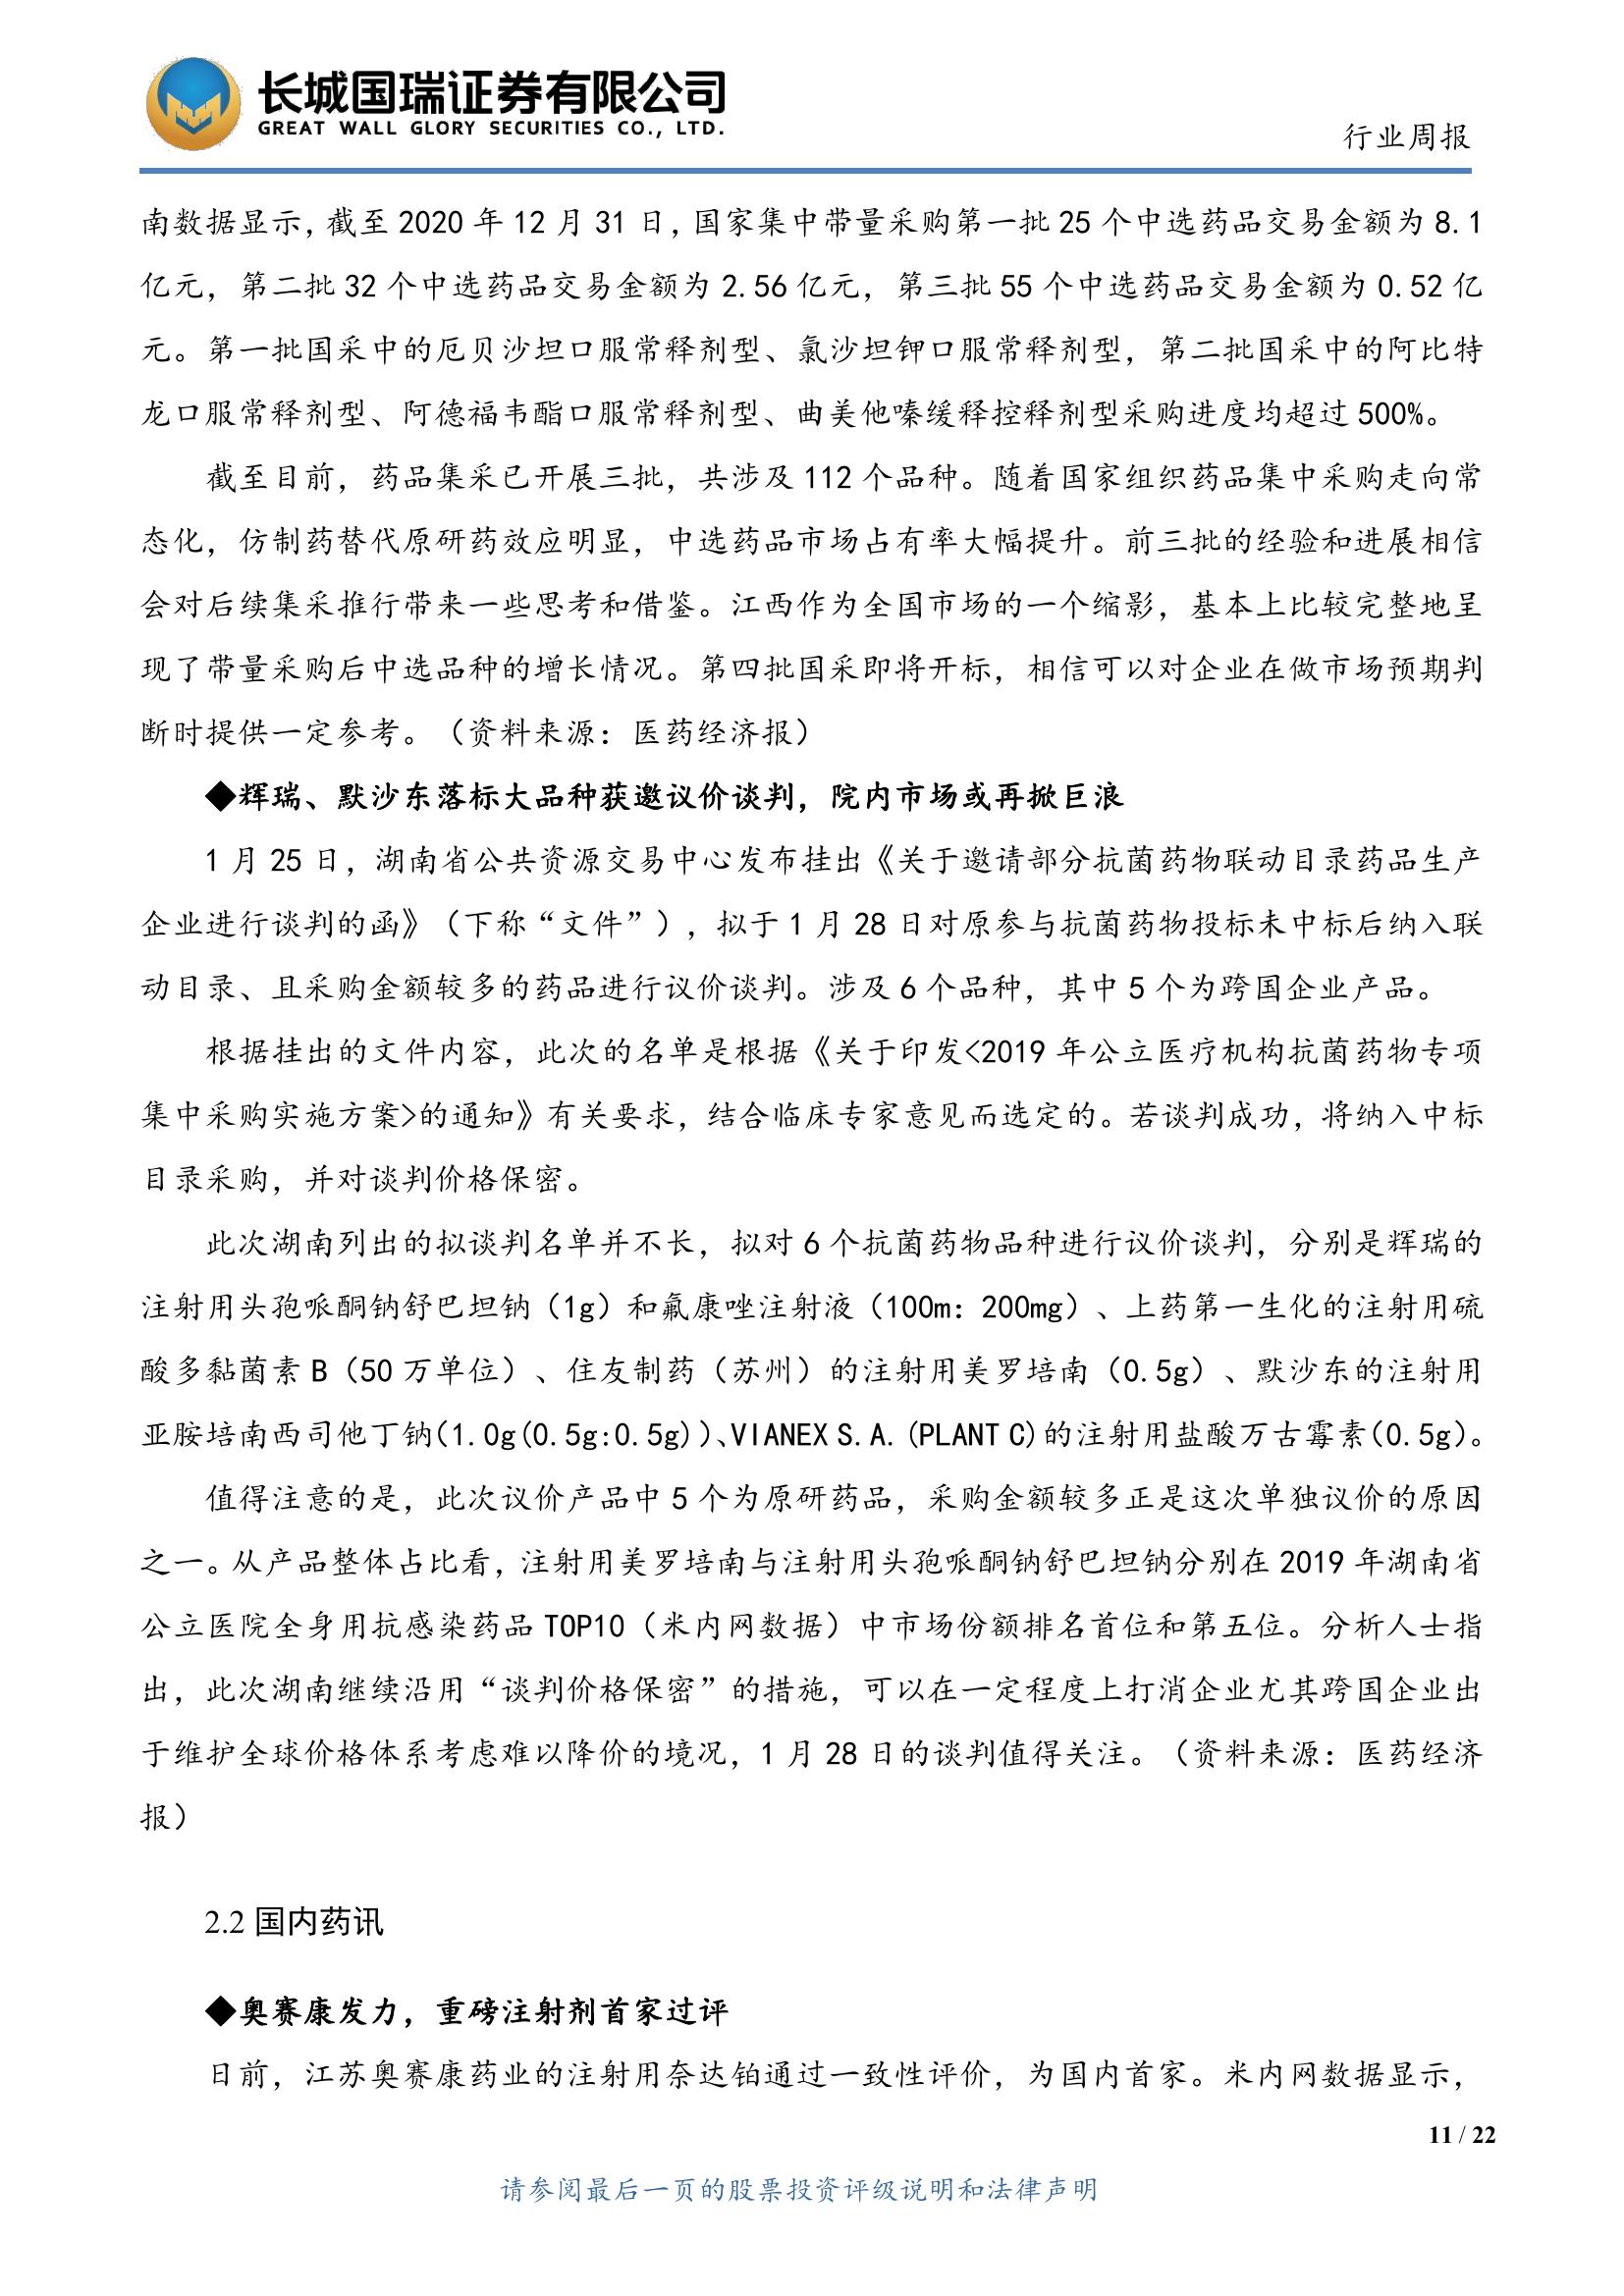 长城国瑞证券有限公司
GREAT WALL GLORY SECURITIES CO., LTD.
行业周报
南数据显示，截至 2020 年 12 月 31 日，国家集中带量采购第一批 25 个中选药品交易金额为 8.1
亿元，第二批 32 个中选药品交易金额为 2.56 亿元，第三批 55 个中选药品交易金额为 0.52 亿
元。第一批国采中的厄贝沙坦口服常释剂型、氯沙坦钾口服常释剂型，第二批国采中的阿比特
龙口服常释剂型、阿德福韦酯口服常释剂型、曲美他嗪缓释控释剂型采购进度均超过 500%。
截至目前，药品集采已开展三批，共涉及 112 个品种。随着国家组织药品集中采购走向常
态化，仿制药替代原研药效应明显，中选药品市场占有率大幅提升。前三批的经验和进展相信
会对后续集采推行带来一些思考和借鉴。江西作为全国市场的一个缩影，基本上比较完整地呈
现了带量采购后中选品种的增长情况。第四批国采即将开标，相信可以对企业在做市场预期判
断时提供一定参考。（资料来源：医药经济报）
◆辉瑞、默沙东落标大品种获邀议价谈判，院内市场或再掀巨浪
1 月 25 日，湖南省公共资源交易中心发布挂出《关于邀请部分抗菌药物联动目录药品生产
企业进行谈判的函》（下称“文件”），拟于 1 月 28 日对原参与抗菌药物投标未中标后纳入联
动目录、且采购金额较多的药品进行议价谈判。涉及 6 个品种，其中 5 个为跨国企业产品。
根据挂出的文件内容，此次的名单是根据《关于印发<2019 年公立医疗机构抗菌药物专项
集中采购实施方案>的通知》有关要求，结合临床专家意见而选定的。若谈判成功，将纳入中标
目录采购，并对谈判价格保密。
此次湖南列出的拟谈判名单并不长，拟对 6 个抗菌药物品种进行议价谈判，分别是辉瑞的
注射用头孢哌酮钠舒巴坦钠（1g）和氟康唑注射液（100m：200mg）、上药第一生化的注射用硫
酸多黏菌素 B（50 万单位）、住友制药（苏州）的注射用美罗培南（0.5g）、默沙东的注射用
亚胺培南西司他丁钠(1.0g(0.5g:0.5g))、VIANEX S.A.(PLANT C)的注射用盐酸万古霉素(0.5g)。
值得注意的是，此次议价产品中 5 个为原研药品，采购金额较多正是这次单独议价的原因
之一。从产品整体占比看，注射用美罗培南与注射用头孢哌酮钠舒巴坦钠分别在 2019 年湖南省
公立医院全身用抗感染药品 TOP10（米内网数据）中市场份额排名首位和第五位。分析人士指
出，此次湖南继续沿用“谈判价格保密”的措施，可以在一定程度上打消企业尤其跨国企业出
于维护全球价格体系考虑难以降价的境况，1 月 28 日的谈判值得关注。（资料来源：医药经济
报）
2.2 国内药讯
◆奥赛康发力，重磅注射剂首家过评
日前，江苏奥赛康药业的注射用奈达铂通过一致性评价，为国内首家。米内网数据显示，
11 / 22
请参阅最后一页的股票投资评级说明和法律声明